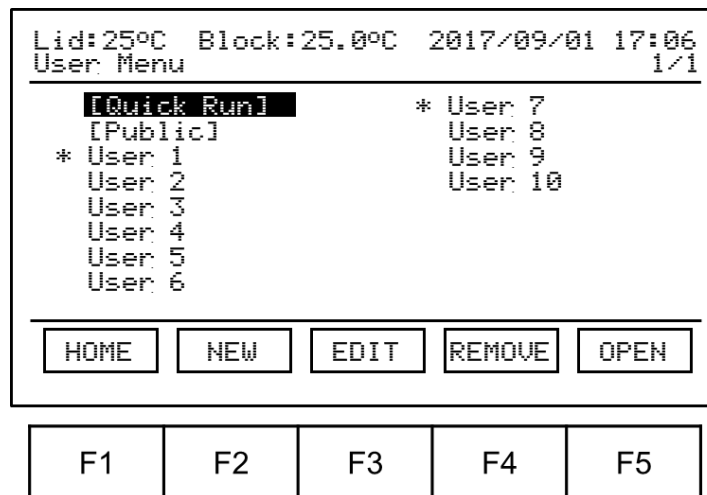 Lid:25ºC Block:25.0ºC 2017/09/01 17:06
User Menu 1/1
[Quick Run]
[Public]
* User 1
User 2
User 3
User 4
User 5
User 6
* User 7
User 8
User 9
User 10
HOME NEW EDIT REMOVE OPEN
F1 F2 F3 F4 F5